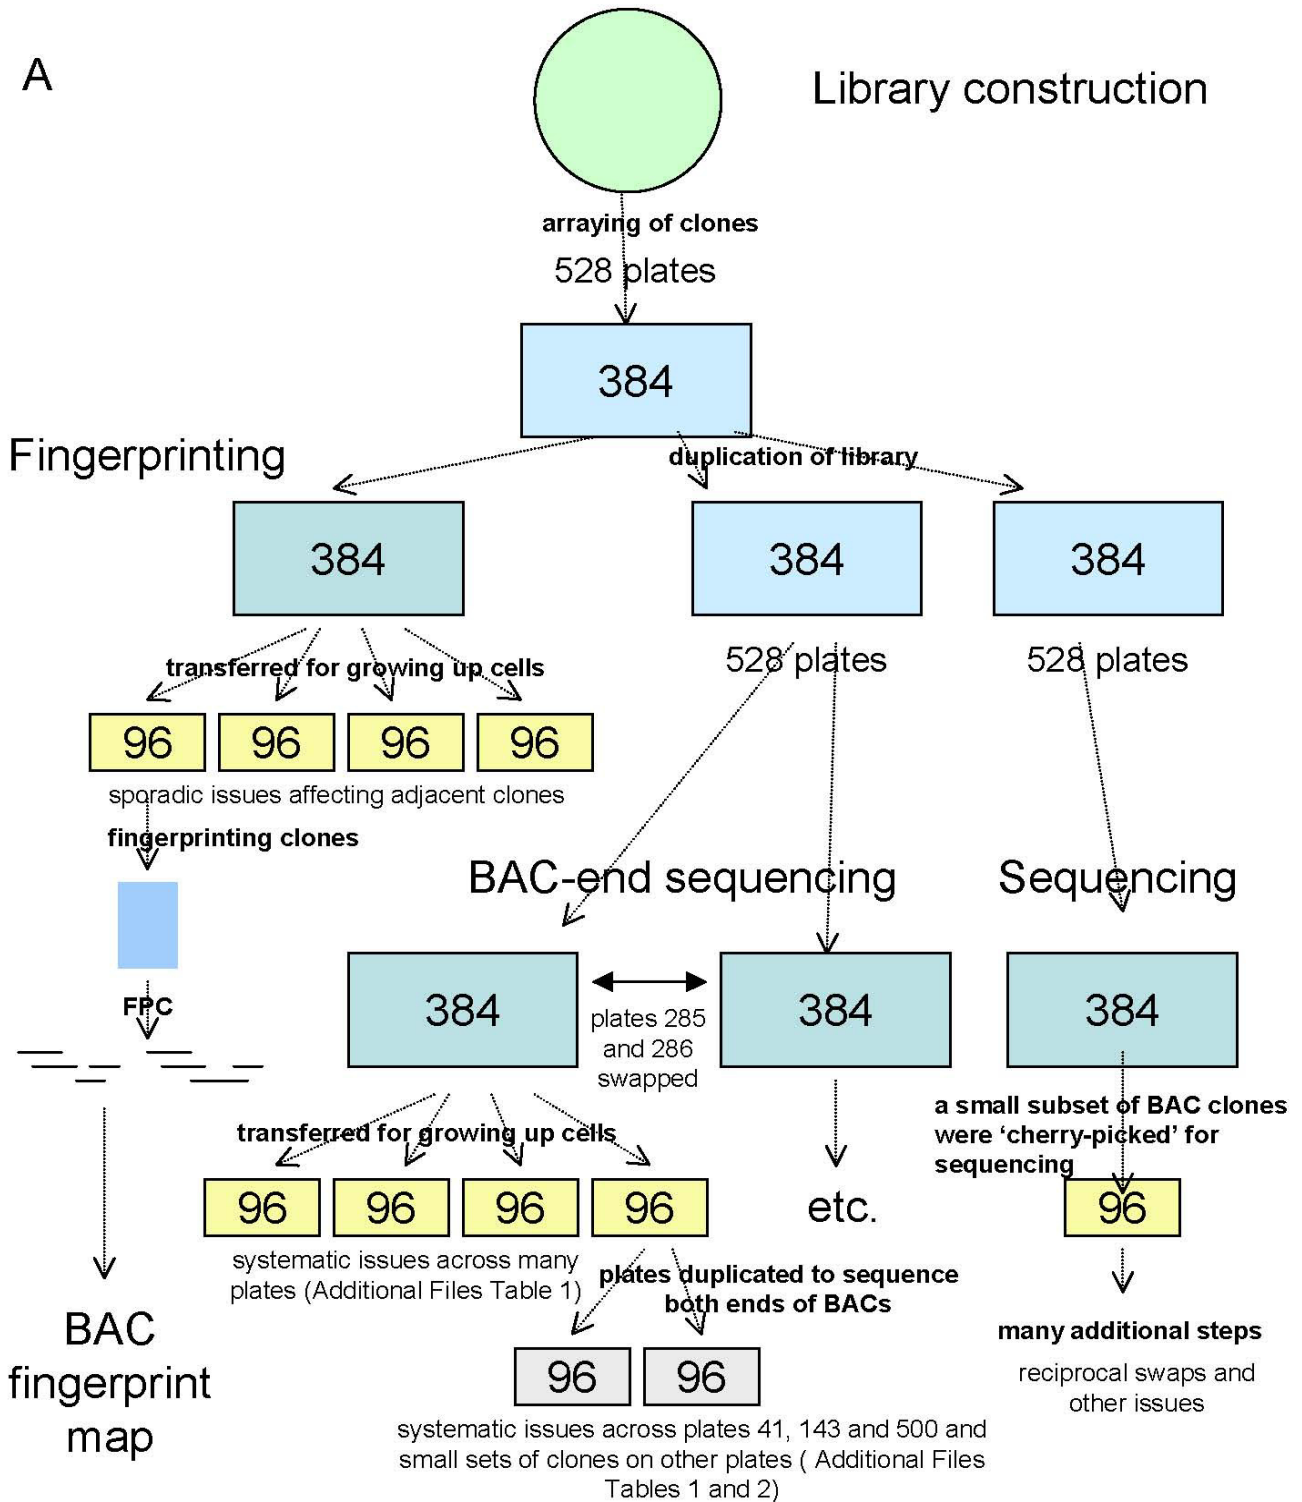 A
Library construction
arraying of clones
528 plates
384
Fingerprinting
duplication of library
384
384
384
transferred for growing up cells
528 plates
528 plates
96
96
96
96
sporadic issues affecting adjacent clones
fingerprinting clones
BAC-end sequencing
Sequencing
FPC
384
plates 285
and 286
swapped
384
384
a small subset of BAC clones
were ‘cherry-picked’ for
sequencing
transferred for growing up cells
96
96
96
96
etc.
96
systematic issues across many
plates (Additional Files Table 1)
plates duplicated to sequence
both ends of BACs
many additional steps
reciprocal swaps and
other issues
BAC
fingerprint
map
96
96
systematic issues across plates 41, 143 and 500 and
small sets of clones on other plates ( Additional Files
Tables 1 and 2)